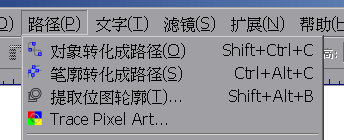 ) 路径(P) 文字(T) 滤镜(L) 扩展(N) 帮助(
对象转化成路径(O) Shift+Ctrl+C
笔廓转化成路径(S) Ctrl+Alt+C
提取位图轮廓(T)... Shift+Alt+B
Trace Pixel Art...